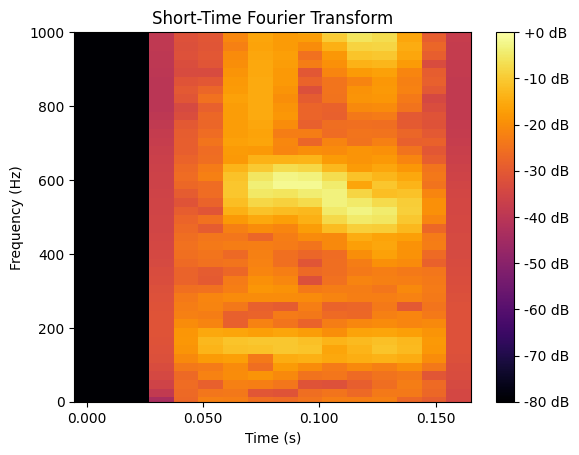 Short-Time Fourier Transform
1000
800
600
400
200
0
Frequency (Hz)
0.000
0.050
0.100
0.150
Time (s)
+0 dB
-10 dB
-20 dB
-30 dB
-40 dB
-50 dB
-60 dB
-70 dB
-80 dB